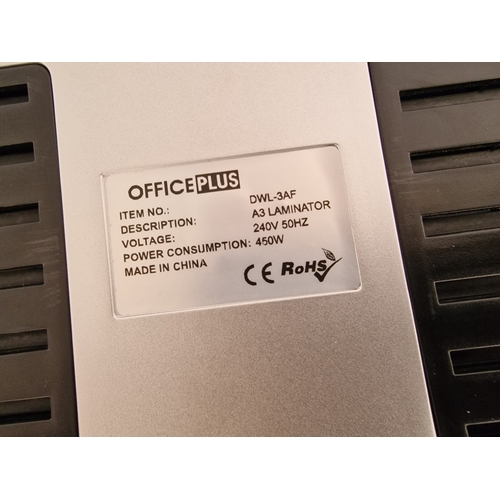 OFFICEPLUS
ITEM NO.: DWL-3AF
DESCRIPTION: A3 LAMINATOR
VOLTAGE: 240V 50HZ
POWER CONSUMPTION: 450W
MADE IN CHINA
CE RoHS